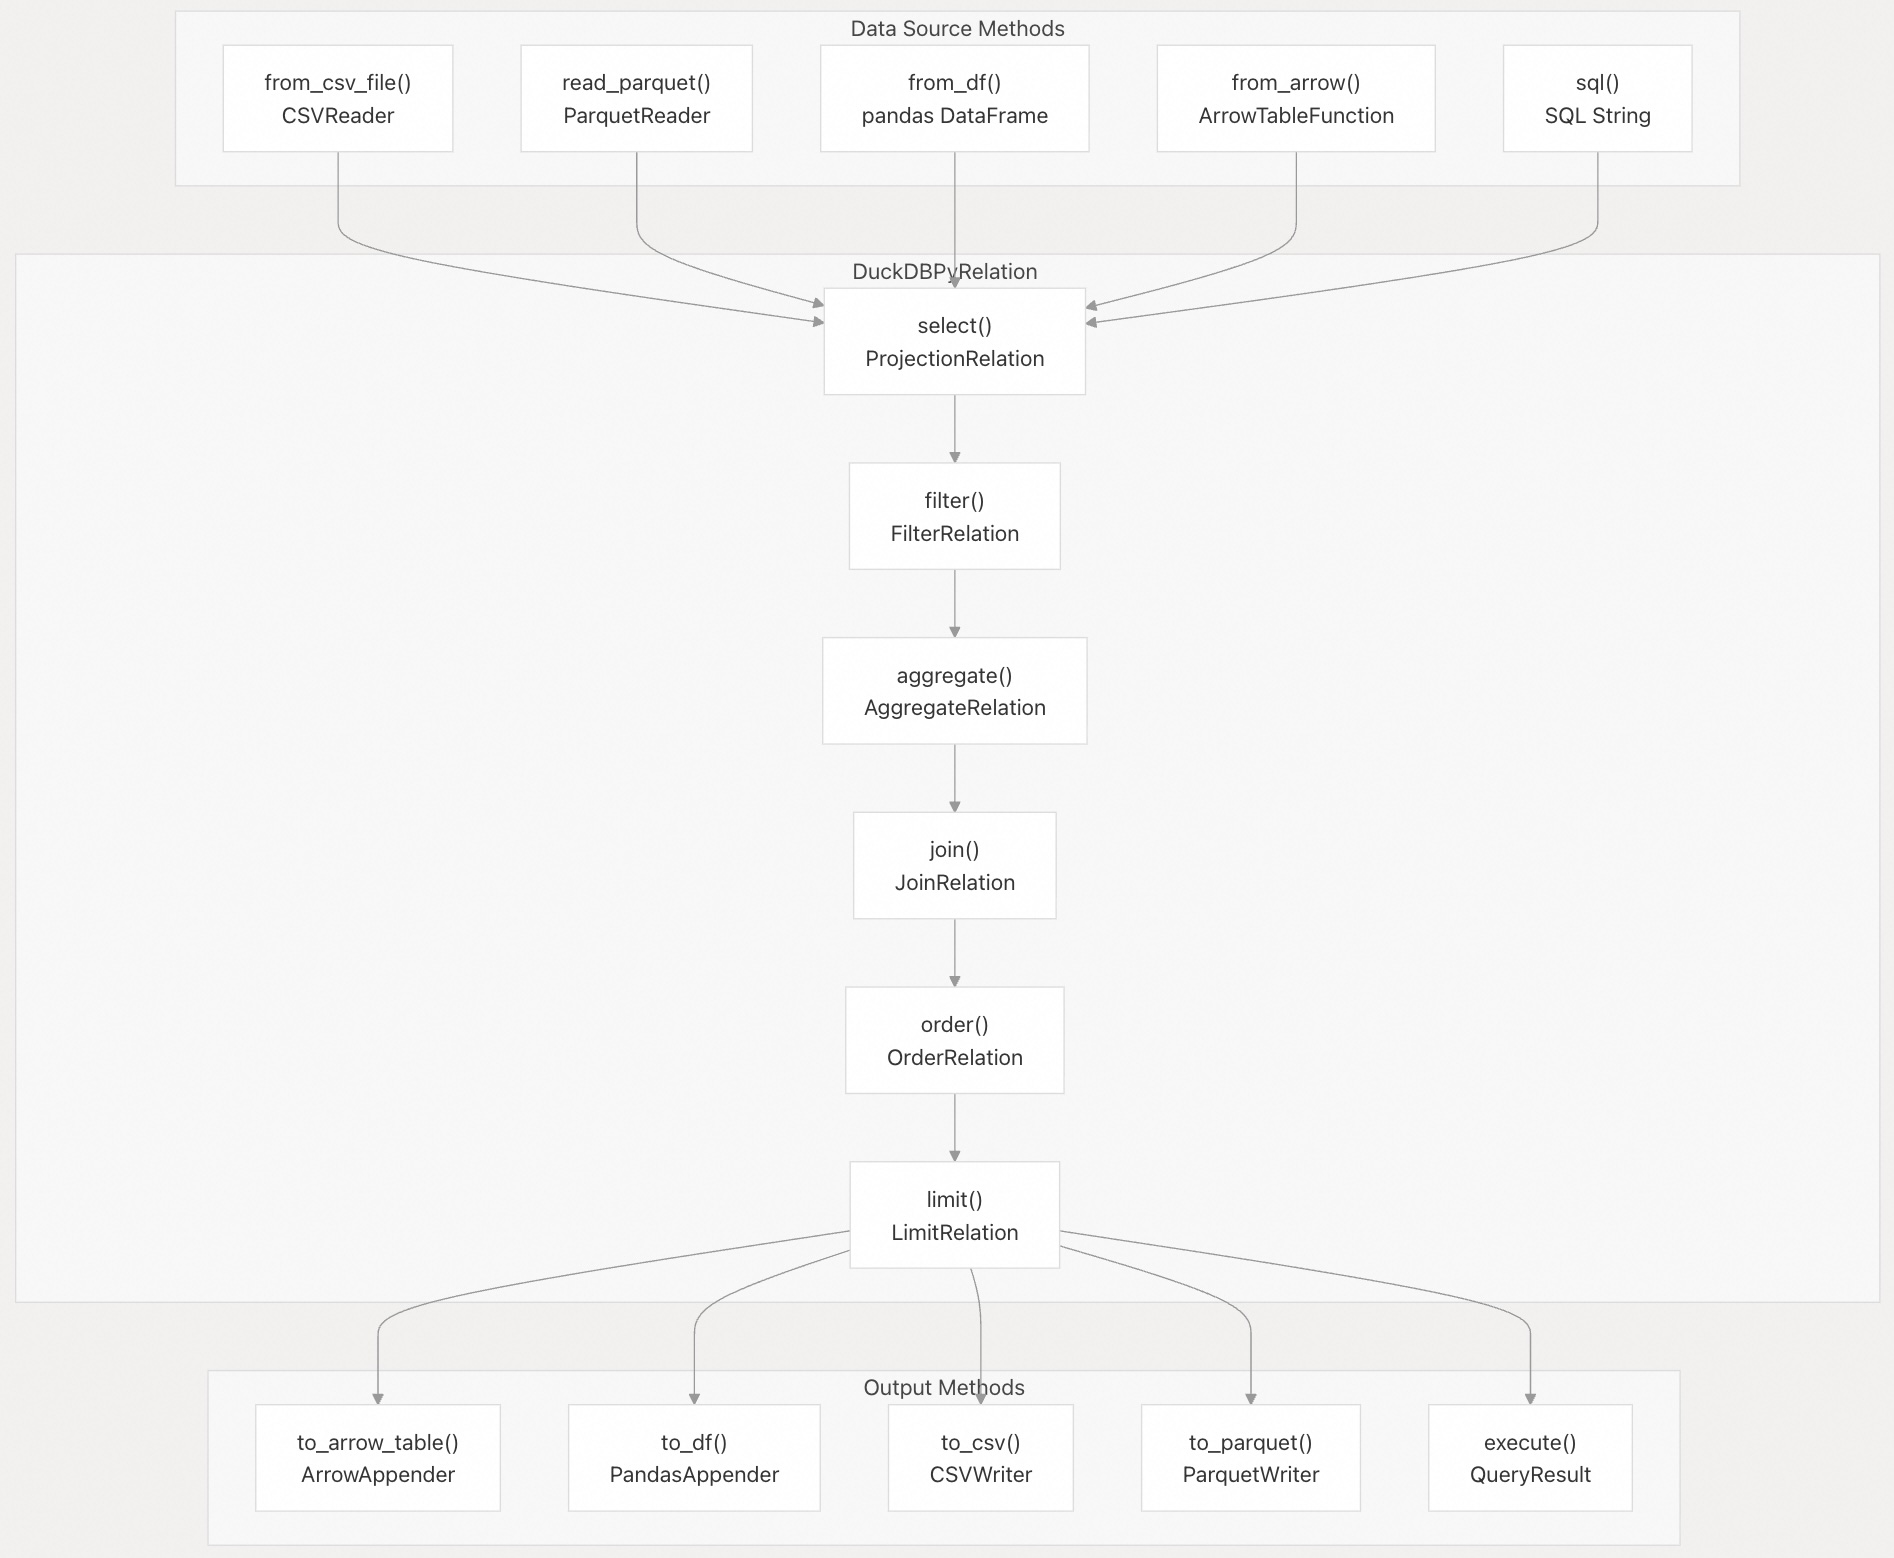 Data Source Methods
from_csv_file()
CSVReader
read_parquet()
ParquetReader
from_df()
pandas DataFrame
from_arrow()
ArrowTableFunction
sql()
SQL String
DuckDBPyRelation
select()
ProjectionRelation
filter()
FilterRelation
aggregate()
AggregateRelation
join()
JoinRelation
order()
OrderRelation
limit()
LimitRelation
Output Methods
to_arrow_table()
ArrowAppender
to_df()
PandasAppender
to_csv()
CSVWriter
to_parquet()
ParquetWriter
execute()
QueryResult